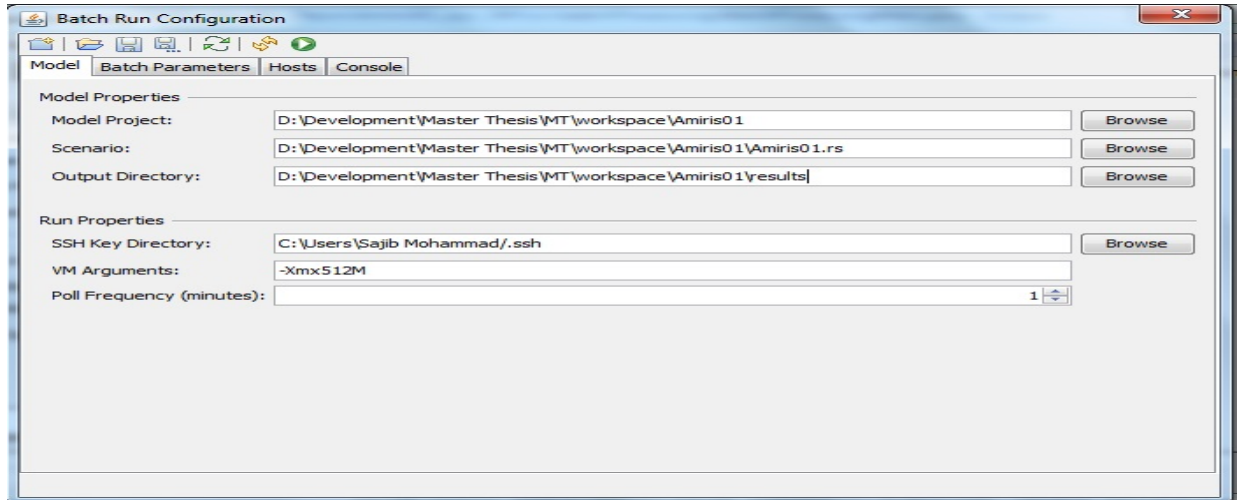 Batch Run Configuration
Model Batch Parameters Hosts Console
Model Properties
Model Project: D:\Development\Master Thesis\MT\workspace\Amiris01 Browse
Scenario: D:\Development\Master Thesis\MT\workspace\Amiris01\Amiris01.rs Browse
Output Directory: D:\Development\Master Thesis\MT\workspace\Amiris01\results Browse
Run Properties
SSH Key Directory: C:\Users\Sajib Mohammad/.ssh Browse
VM Arguments: -Xmx512M
Poll Frequency (minutes): 1